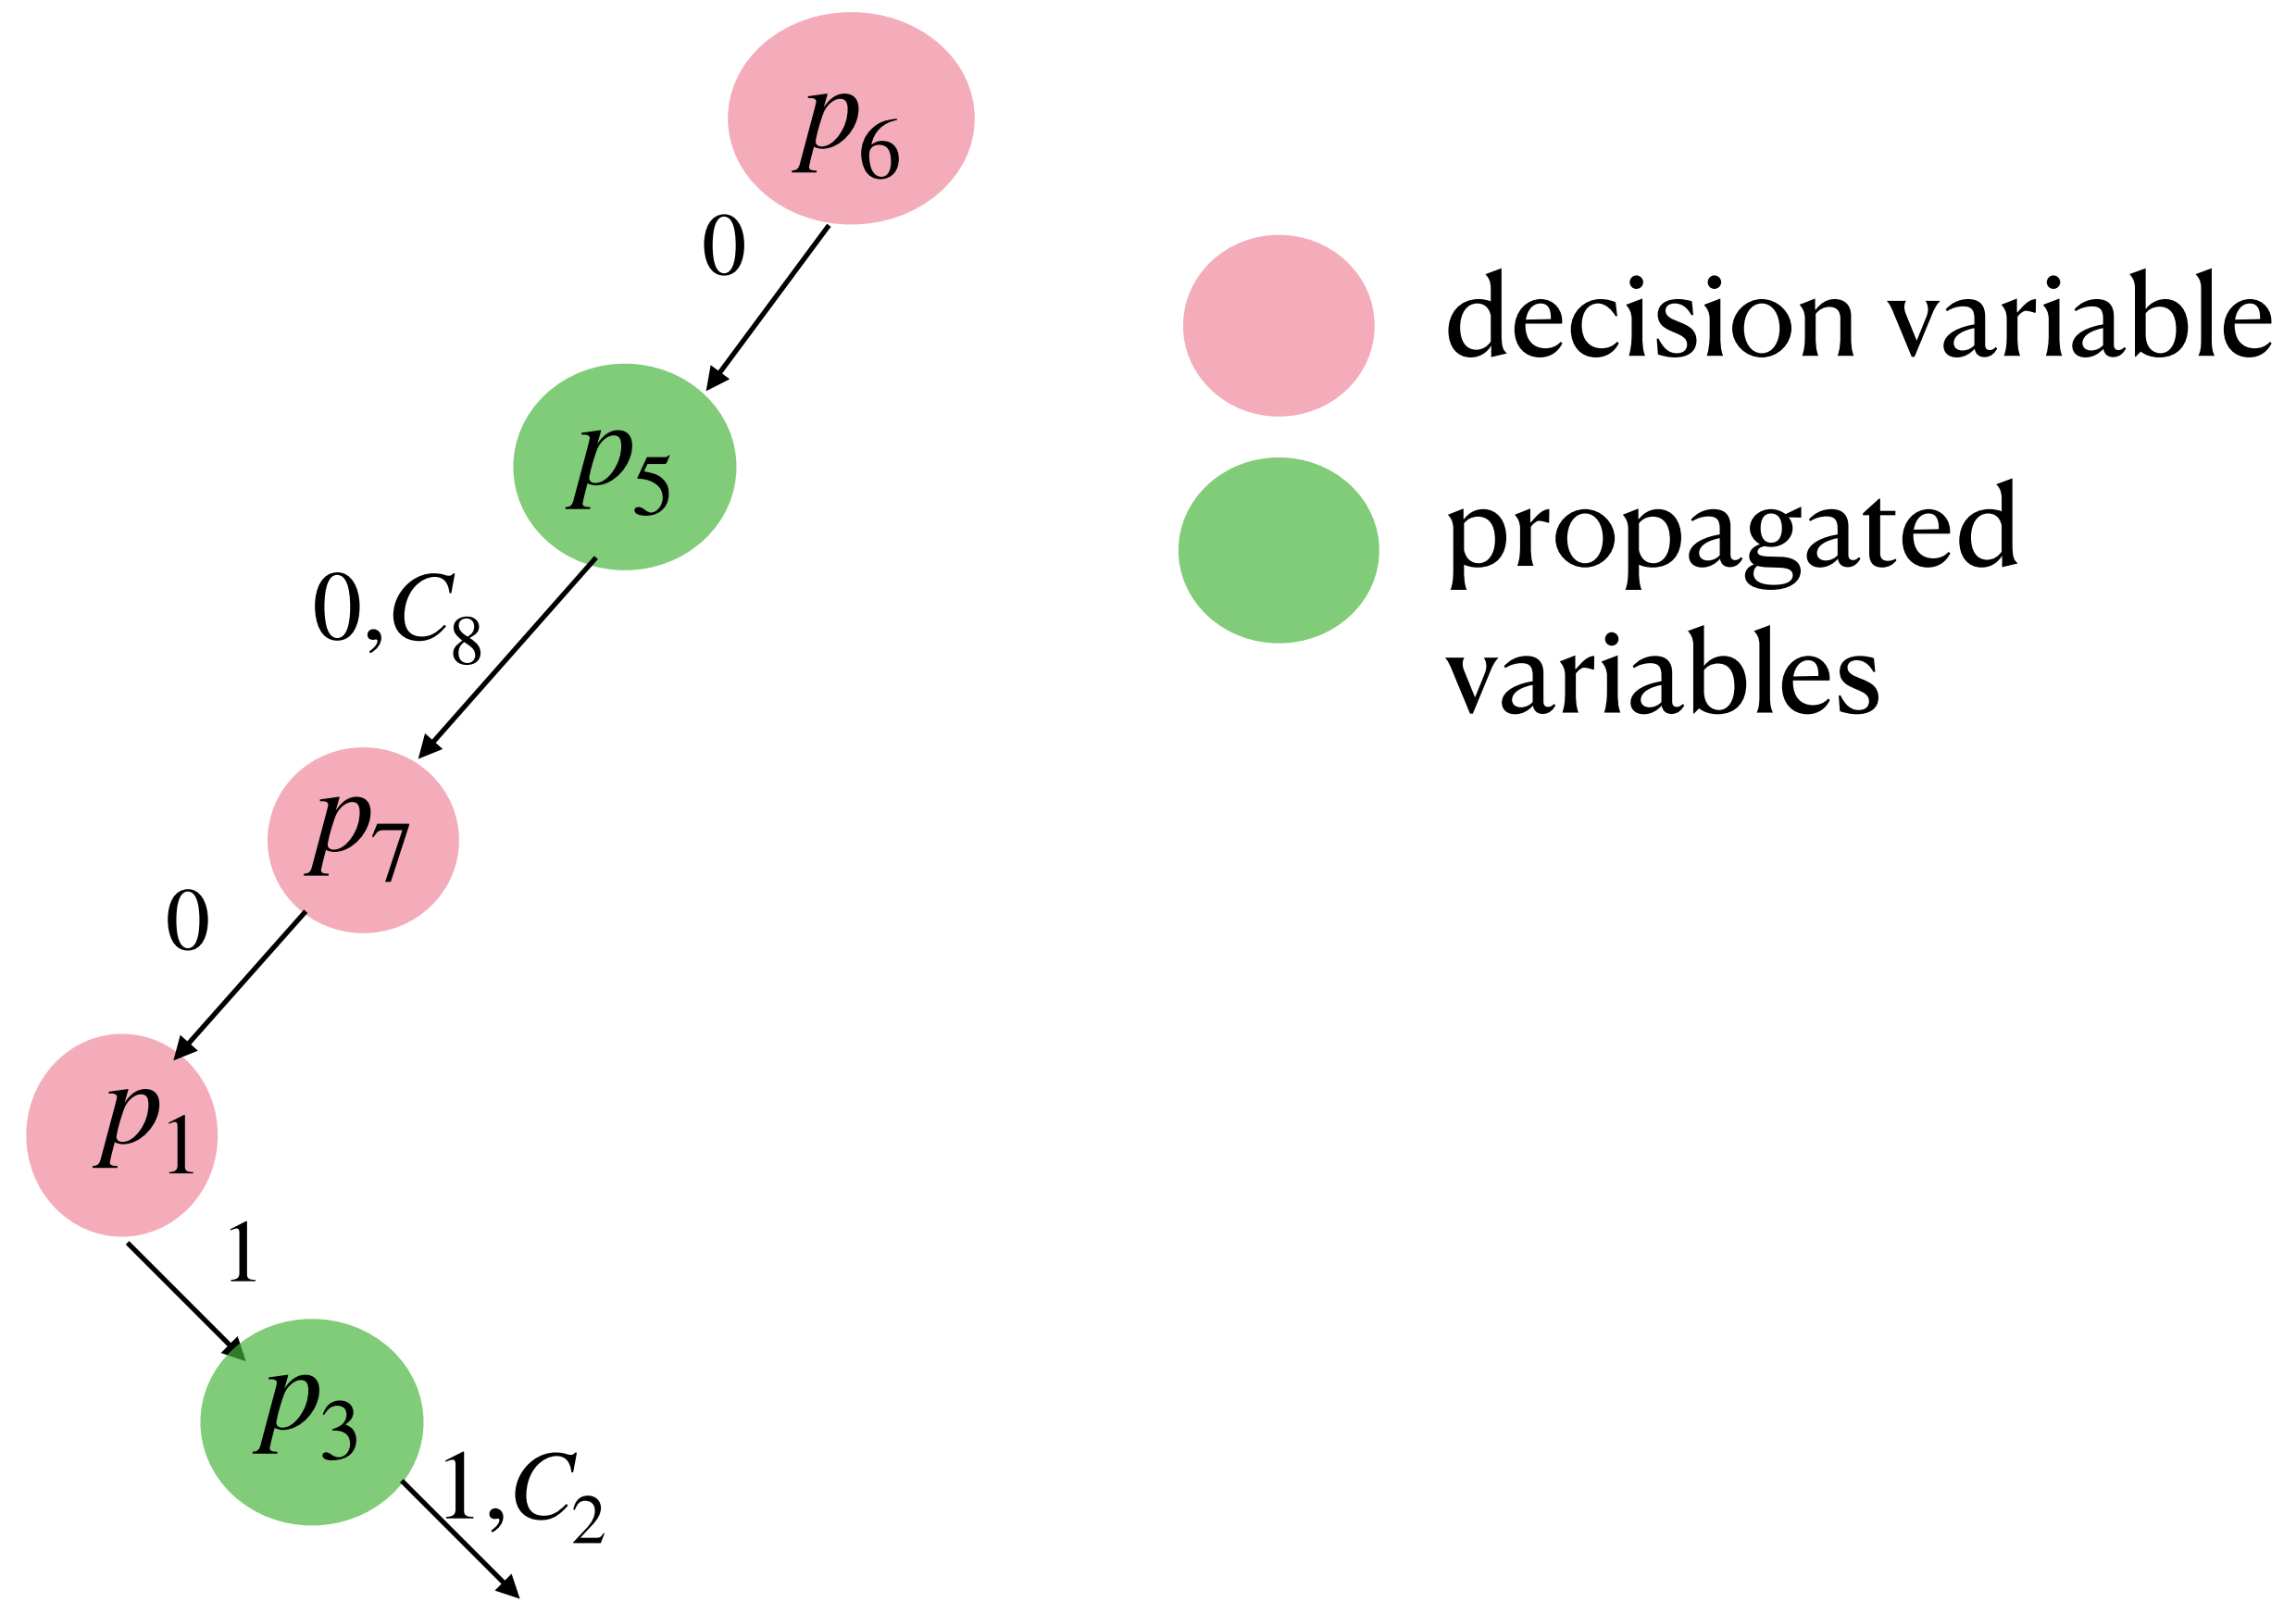 p6
0
decision variable
p5
propagated
variables
0, C8
p7
0
p1
1
p3
1, C2